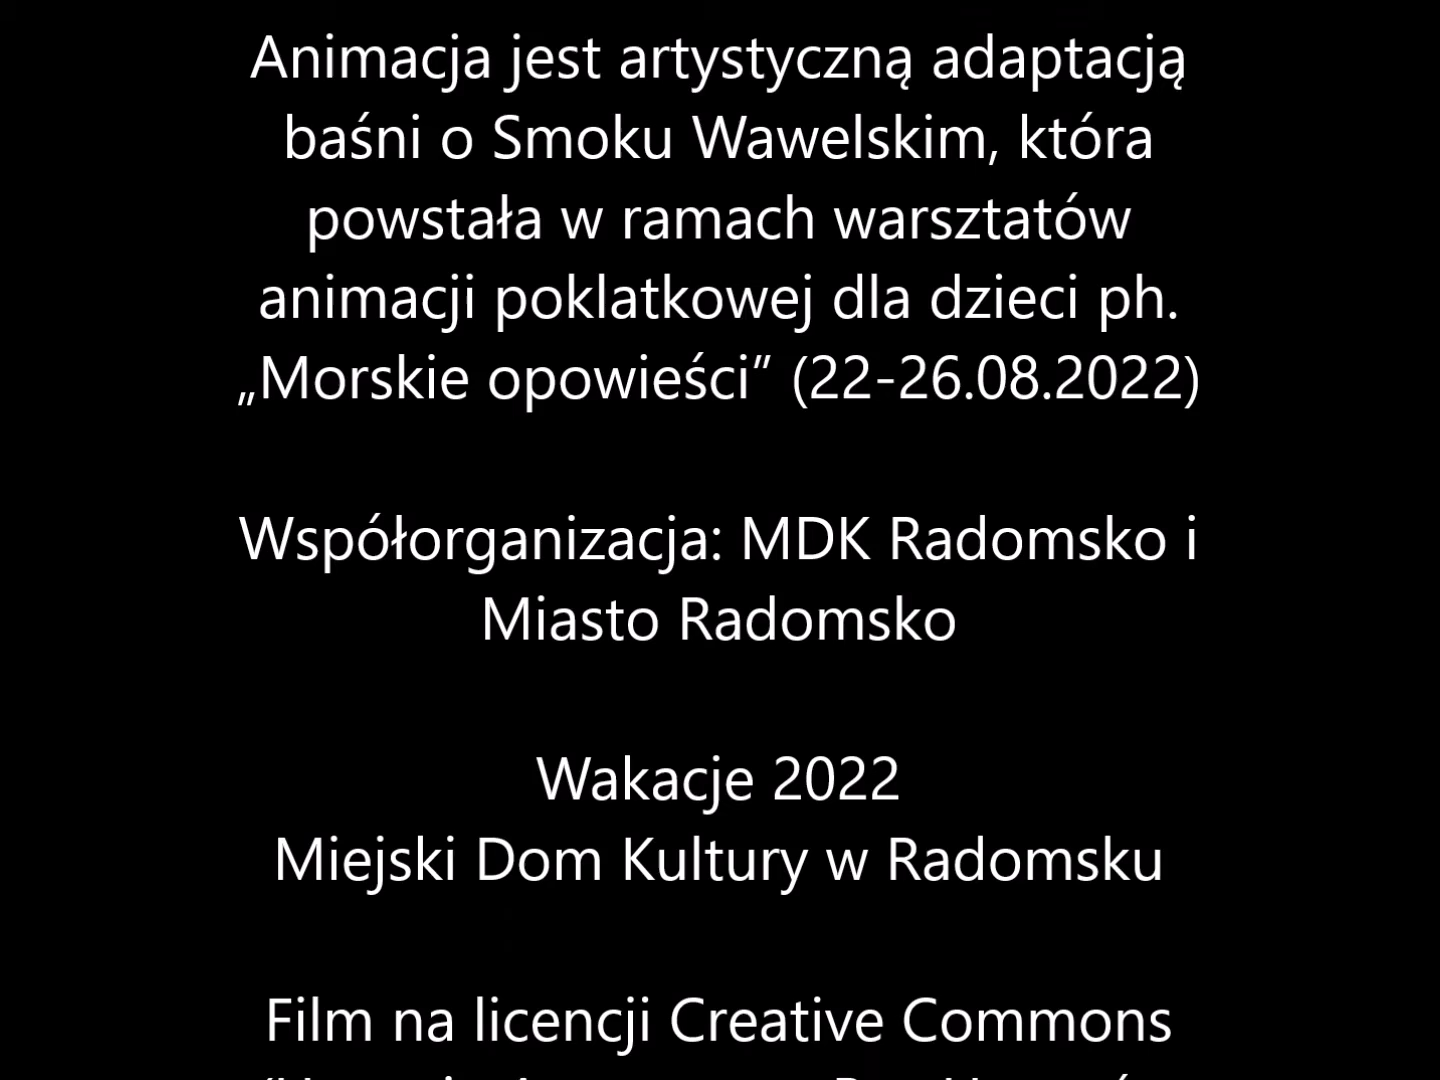 Animacja jest artystyczną adaptacją
baśni o Smoku Wawelskim, która
powstała w ramach warsztatów
animacji poklatkowej dla dzieci ph.
„Morskie opowieści” (22-26.08.2022)
Współorganizacja: MDK Radomsko i
Miasto Radomsko
Wakacje 2022
Miejski Dom Kultury w Radomsku
Film na licencji Creative Commons